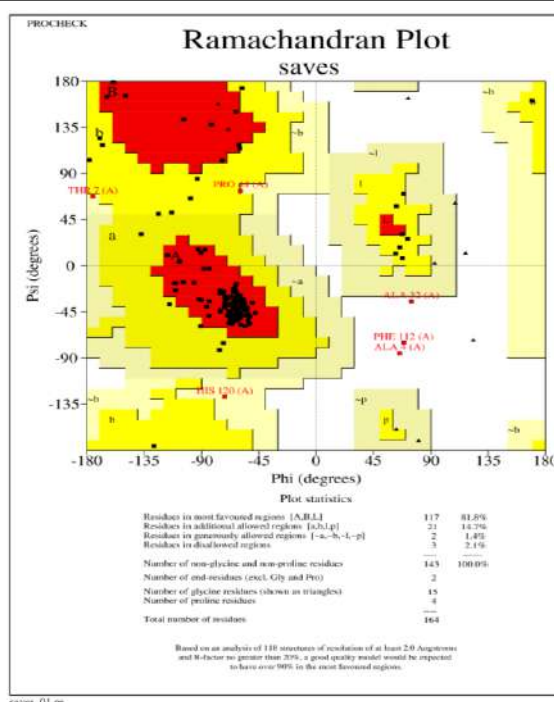 PROCHECK
Ramachandran Plot
saves
180
B
~b
~b
135
b
~b
90
~l
THR 2 (A)
l
45
a
0
A
~a
-45
PHE 112 (A)
ALA 4 (A)
-90
HIS 120 (A)
-135
~b
b
~p
p
~b
-180 -135 -90 -45 0 45 90 135 180
Psi (degrees)
Phi (degrees)
Plot statistics
Residues in most favoured regions [A,B,L] 117 81.8%
Residues in additional allowed regions [a,b,l,p] 21 14.7%
Residues in generously allowed regions [~a,~b,~l,~p] 2 1.4%
Residues in disallowed regions 3 2.1%
Number of non-glycine and non-proline residues 143 100.0%
Number of end-residues (excl. Gly and Pro) 2
Number of glycine residues (shown as triangles) 15
Number of proline residues 4
Total number of residues 164
Based on an analysis of 118 structures of resolution of at least 2.0 Angstroms
and R-factor no greater than 20%, a good quality model would be expected
to have over 90% in the most favoured regions.